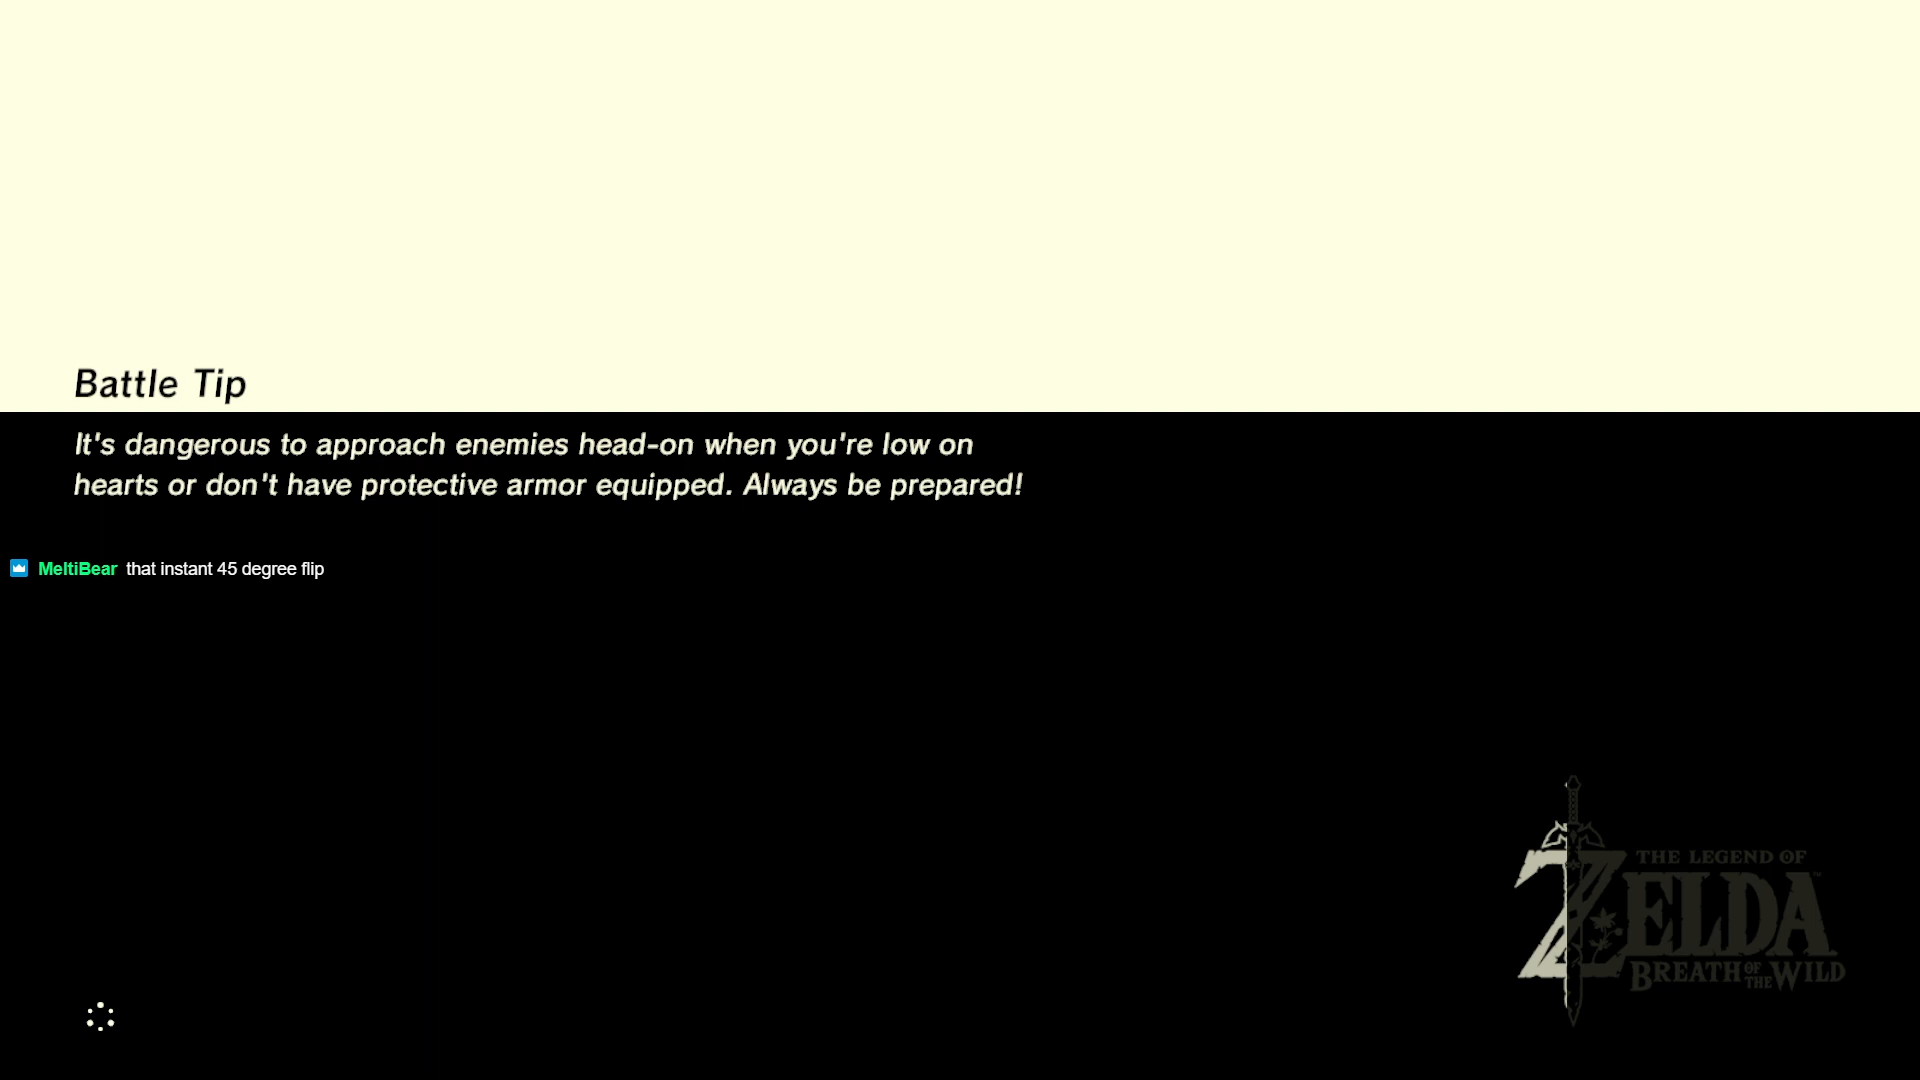 Battle Tip
It's dangerous to approach enemies head-on when you're low on
hearts or don't have protective armor equipped. Always be prepared!
MeltiBear that instant 45 degree flip
THE LEGEND OF
ZELDA
BREATH OF THE WILD